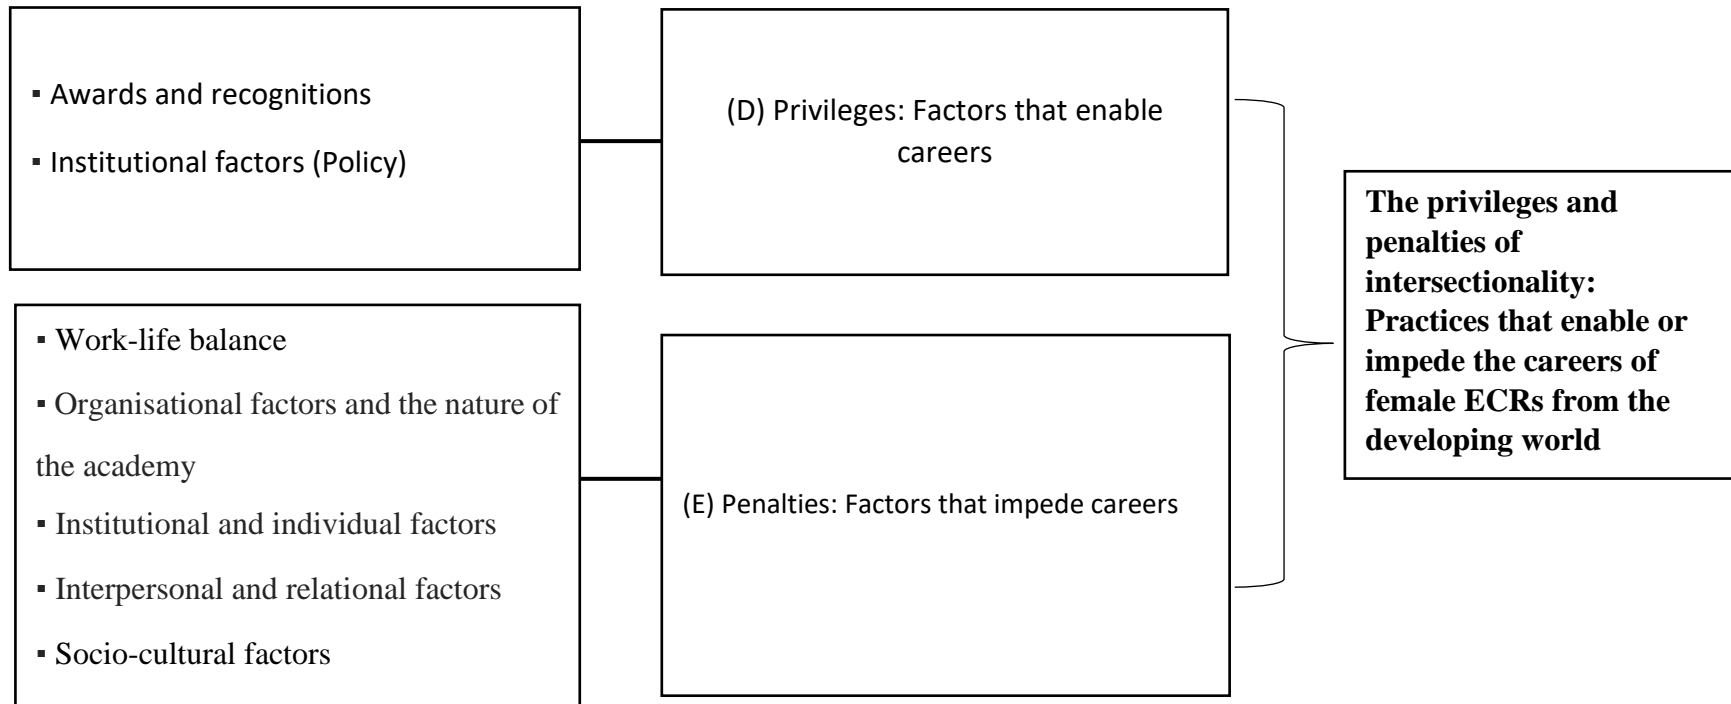 ▪ Awards and recognitions
▪ Institutional factors (Policy)
(D) Privileges: Factors that enable
careers
▪ Work-life balance
▪ Organisational factors and the nature of
the academy
▪ Institutional and individual factors
▪ Interpersonal and relational factors
▪ Socio-cultural factors
(E) Penalties: Factors that impede careers
The privileges and
penalties of
intersectionality:
Practices that enable or
impede the careers of
female ECRs from the
developing world